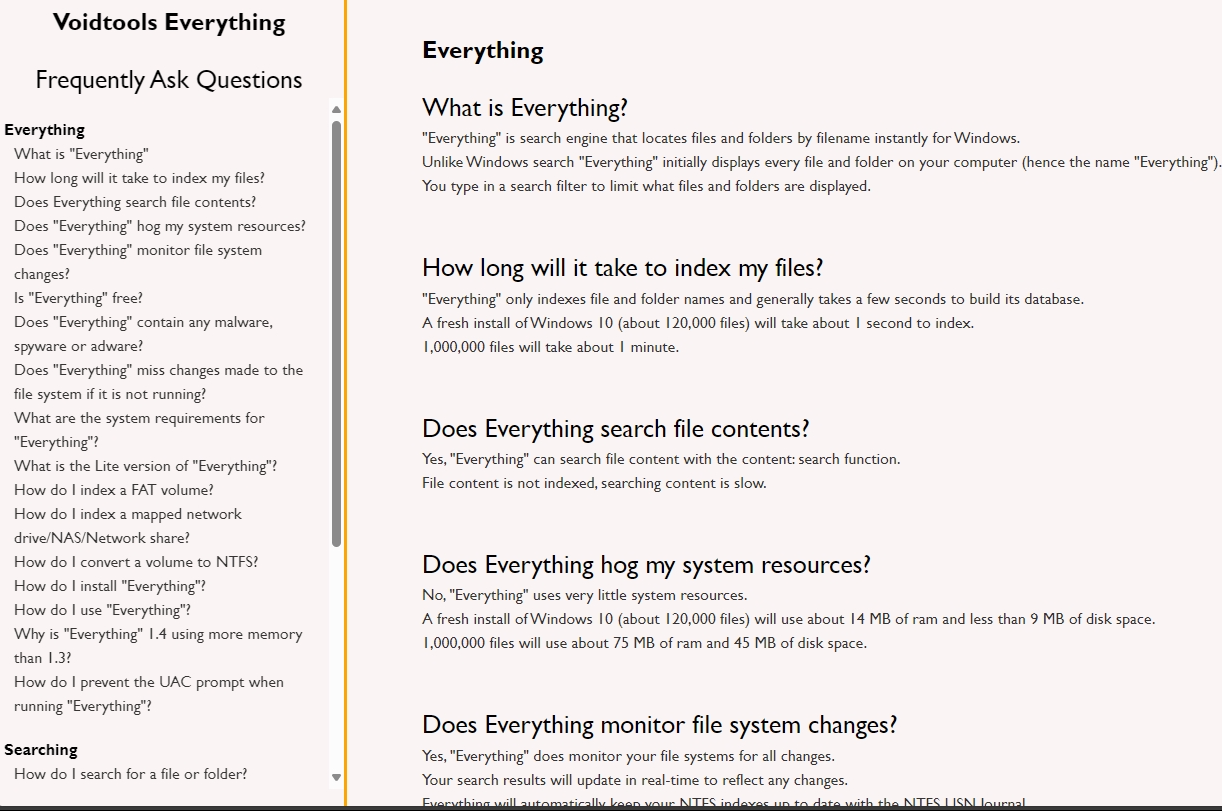 Voidtools Everything
Frequently Ask Questions
Everything
What is "Everything"
How long will it take to index my files?
Does Everything search file contents?
Does "Everything" hog my system resources?
Does "Everything" monitor file system
changes?
Is "Everything" free?
Does "Everything" contain any malware,
spyware or adware?
Does "Everything" miss changes made to the
file system if it is not running?
What are the system requirements for
"Everything"?
What is the Lite version of "Everything"?
How do I index a FAT volume?
How do I index a mapped network
drive/NAS/Network share?
How do I convert a volume to NTFS?
How do I install "Everything"?
How do I use "Everything"?
Why is "Everything" 1.4 using more memory
than 1.3?
How do I prevent the UAC prompt when
running "Everything"?
Searching
How do I search for a file or folder?
Everything
What is Everything?
"Everything" is search engine that locates files and folders by filename instantly for Windows.
Unlike Windows search "Everything" initially displays every file and folder on your computer (hence the name "Everything").
You type in a search filter to limit what files and folders are displayed.
How long will it take to index my files?
"Everything" only indexes file and folder names and generally takes a few seconds to build its database.
A fresh install of Windows 10 (about 120,000 files) will take about 1 second to index.
1,000,000 files will take about 1 minute.
Does Everything search file contents?
Yes, "Everything" can search file content with the content: search function.
File content is not indexed, searching content is slow.
Does Everything hog my system resources?
No, "Everything" uses very little system resources.
A fresh install of Windows 10 (about 120,000 files) will use about 14 MB of ram and less than 9 MB of disk space.
1,000,000 files will use about 75 MB of ram and 45 MB of disk space.
Does Everything monitor file system changes?
Yes, "Everything" does monitor your file systems for all changes.
Your search results will update in real-time to reflect any changes.
Everything will automatically keep your NTFS indexes up to date with the NTFS USN Journal